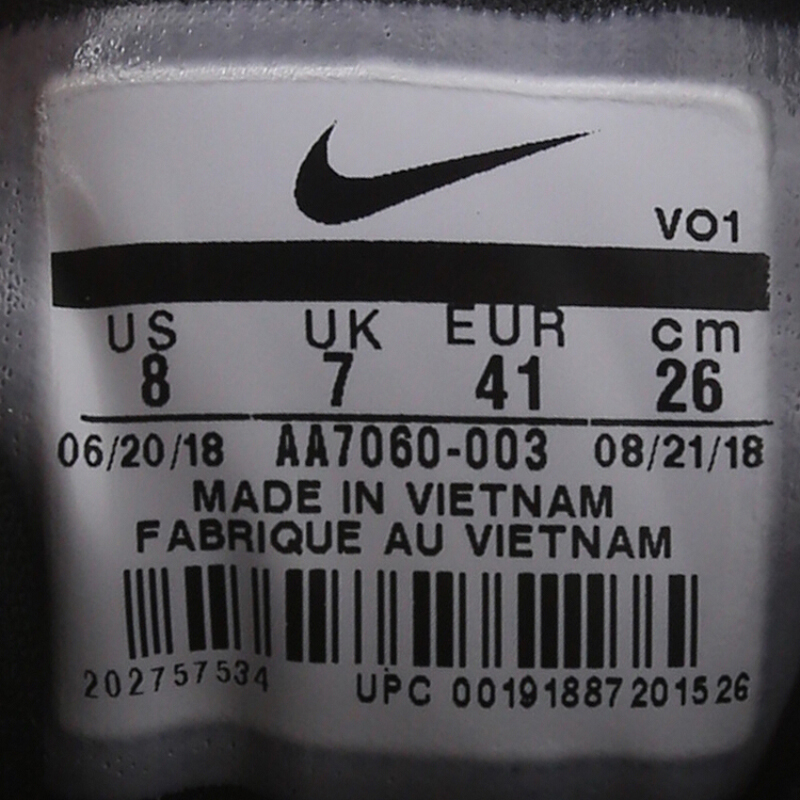 VO1
US UK EUR cm
8 7 41 26
06/20/18 AA7060-003 08/21/18
MADE IN VIETNAM
FABRIQUE AU VIETNAM
202757534 UPC 00191887201526